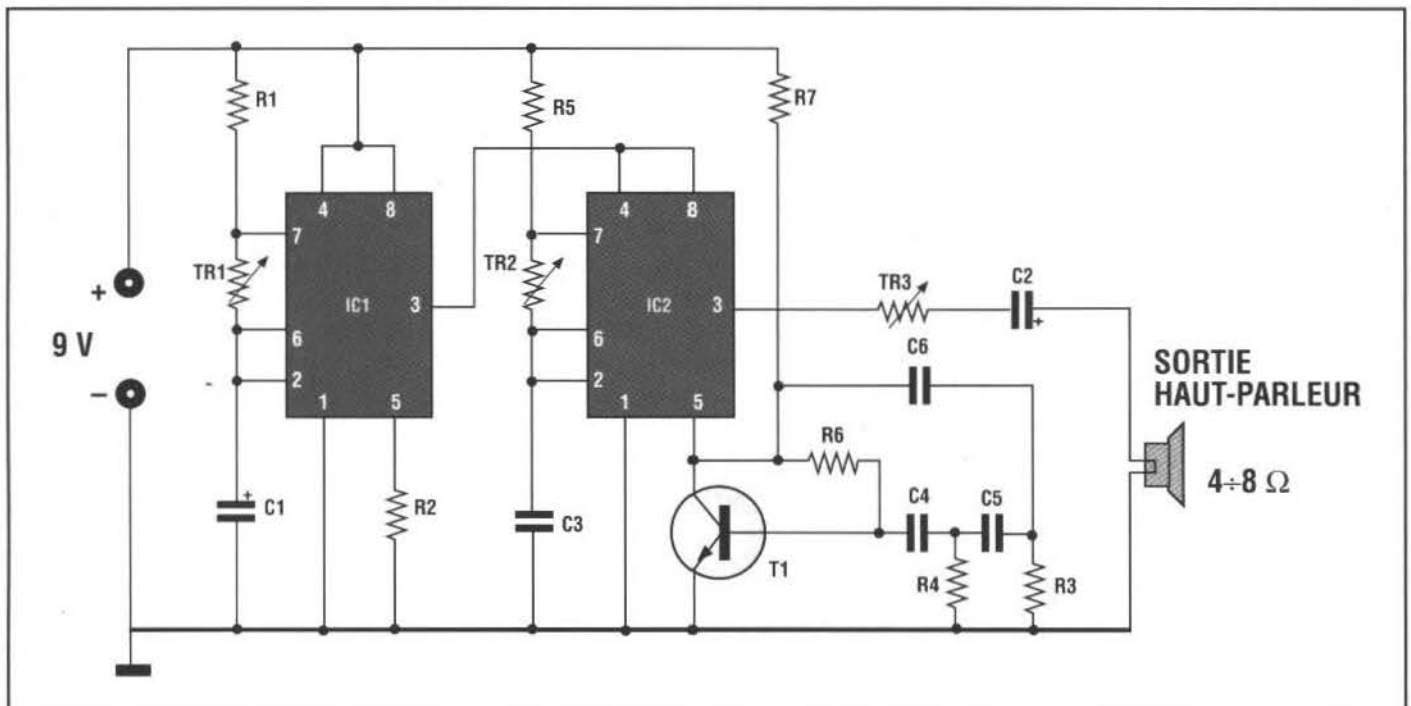 R1
R5
R7
4 8
4 8
7
7
TR1
TR2
TR3
C2
+
+
IC1
3
IC2
3
9 V
6
6
C6
SORTIE
HAUT-PARLEUR
–
-
2
2
1 5
1 5
R6
4÷8 Ω
+
C1
R2
C3
C4
C5
T1
R4
R3